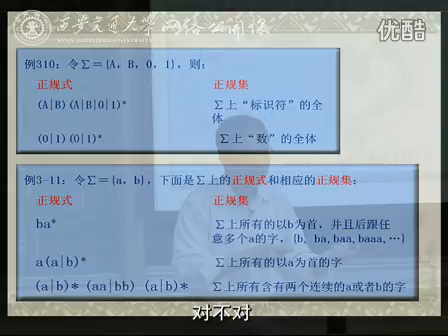 西安交通大学 网络公开课
XI'AN JIAOTONG UNIVERSITY
优酷
例310：令Σ={A，B，0，1}，则：
正规式 正规集
(A|B)(A|B|0|1)* Σ上“标识符”的全
体
(0|1)(0|1)* Σ上“数”的全体
例3-11：令Σ={a，b}，下面是Σ上的正规式和相应的正规集：
正规式 正规集
ba* Σ上所有的以b为首，并且后跟任
意多个a的字，{b, ba,baa,baaa,…}
a(a|b)* Σ上所有的以a为首的字
(a|b)*(aa|bb)(a|b)* Σ上所有含有两个连续的a或者b的字
对不对